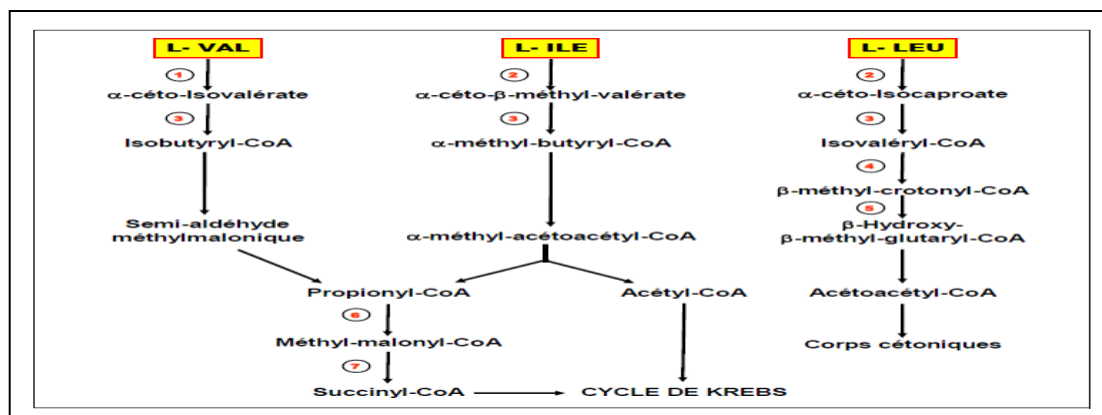 L- VAL L- ILE L- LEU
1 2 2
α-céto-Isovalérate α-céto-β-méthyl-valérate α-céto-Isocaproate
3 3 3
Isobutyryl-CoA α-méthyl-butyryl-CoA Isovaléryl-CoA
4
β-méthyl-crotonyl-CoA
5
Semi-aldéhyde β-Hydroxy-
méthylmalonique α-méthyl-acétoacétyl-CoA β-méthyl-glutaryl-CoA
Propionyl-CoA Acétyl-CoA Acétoacétyl-CoA
6
Méthyl-malonyl-CoA Corps cétoniques
7
Succinyl-CoA CYCLE DE KREBS